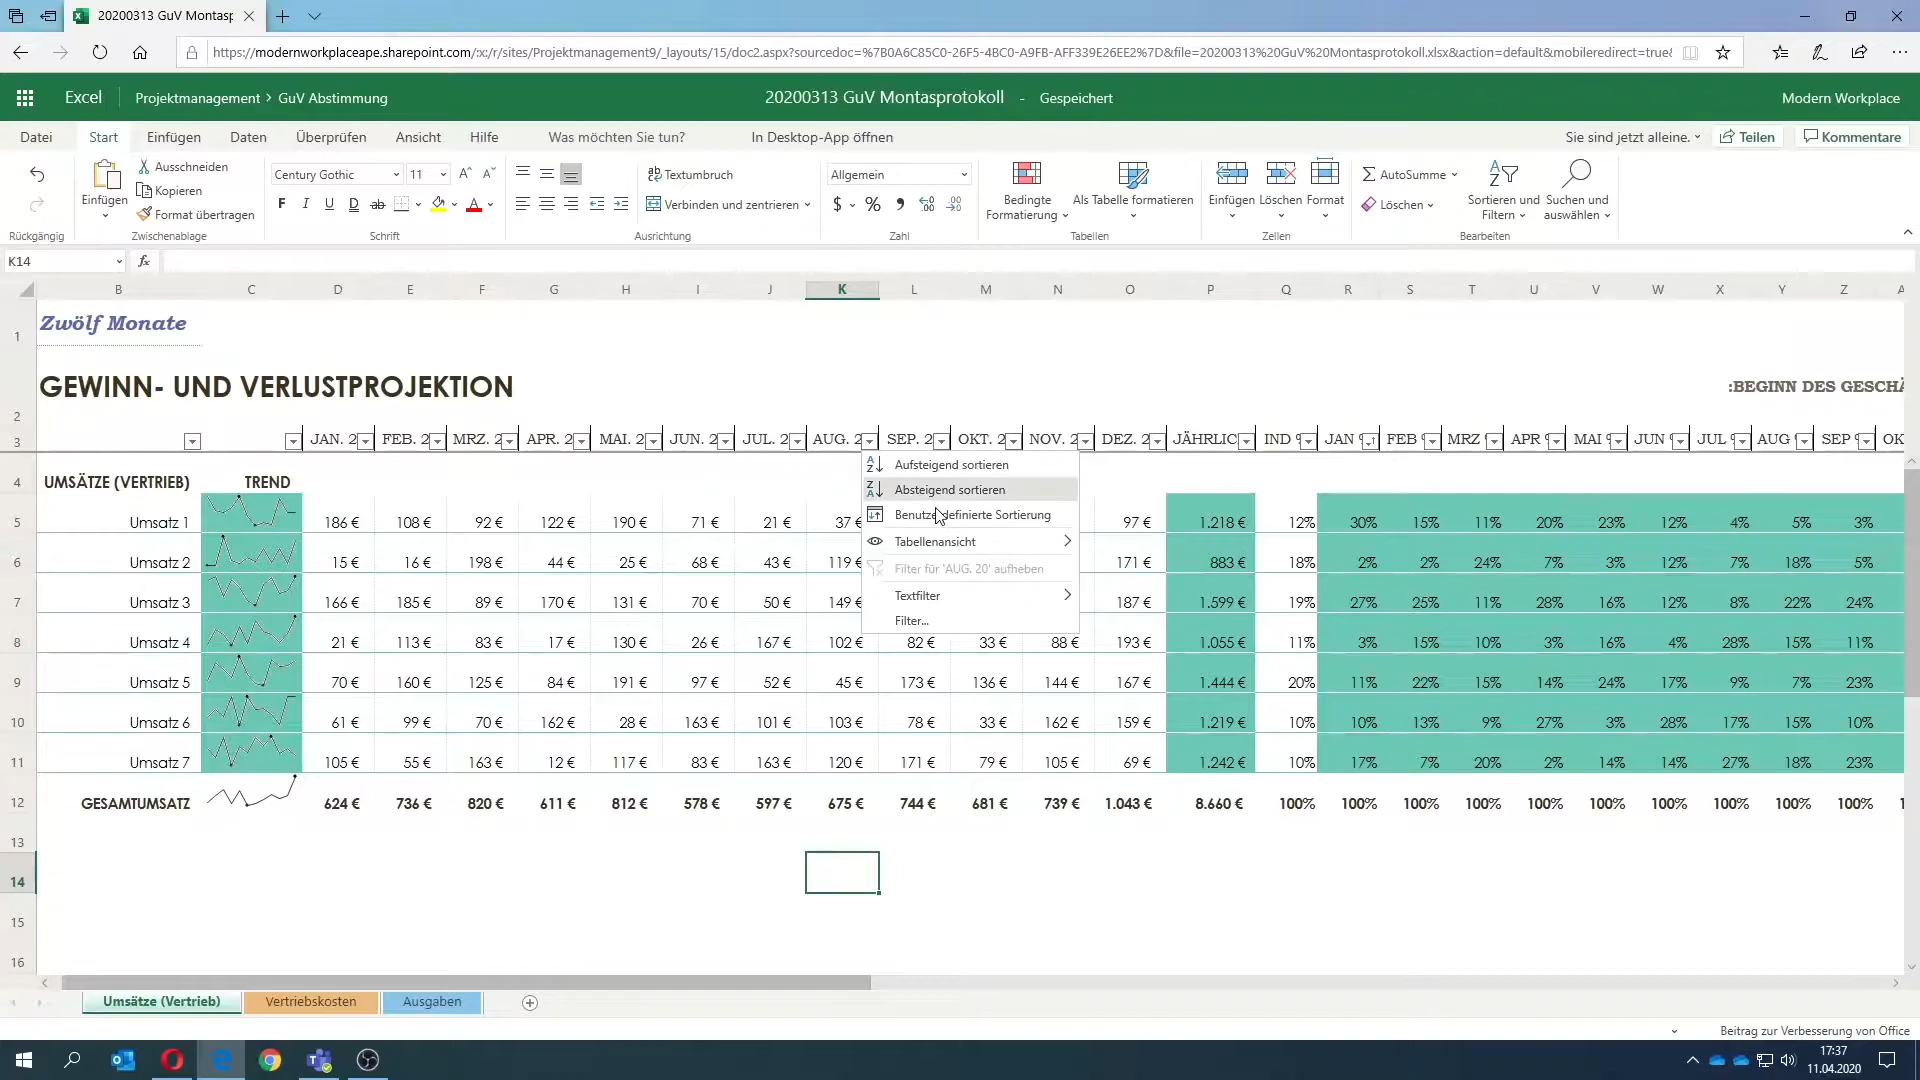 20200313 GuV Montasp
https://modernworkplaceape.sharepoint.com/:x:/r/sites/Projektmanagement9/_layouts/15/doc2.aspx?sourcedoc=%7B0A6C85C0-26F5-4BC0-A9FB-AFF339E26EE2%7D&file=20200313%20GuV%20Montasprotokoll.xlsx&action=default&mobileredirect=true&
Excel Projektmanagement > GuV Abstimmung 20200313 GuV Montasprotokoll - Gespeichert Modern Workplace
Datei Start Einfügen Daten Überprüfen Ansicht Hilfe Was möchten Sie tun? In Desktop-App öffnen Sie sind jetzt alleine. Teilen Kommentare
Ausschneiden
Kopieren
Format übertragen
Einfügen
Century Gothic 11
F K U D ab
Textumbruch
Verbinden und zentrieren
Allgemein
$ %
Bedingte Formatierung
Als Tabelle formatieren
Einfügen Löschen Format
AutoSumme
Löschen
Sortieren und Filtern
Suchen und auswählen
Rückgängig Zwischenablage Schrift Ausrichtung Zahl Tabellen Zellen Bearbeiten
K14 fx
B C D E F G H I J K L M N O P Q R S T U V W X Y Z
1 Zwölf Monate
2 GEWINN- UND VERLUSTPROJEKTION :BEGINN DES GESCHÄ
3 JAN. 2 FEB. 2 MRZ. 2 APR. 2 MAI. 2 JUN. 2 JUL. 2 AUG. 2 SEP. 2 OKT. 2 NOV. 2 DEZ. 2 JÄHRLIC IND % JAN % FEB % MRZ % APR % MAI % JUN % JUL % AUG % SEP % OK
4 UMSÄTZE (VERTRIEB) TREND
5 Umsatz 1 186 € 108 € 92 € 122 € 190 € 71 € 21 € 37 € 97 € 1.218 € 12% 30% 15% 11% 20% 23% 12% 4% 5% 3%
6 Umsatz 2 15 € 16 € 198 € 44 € 25 € 68 € 43 € 119 € 171 € 883 € 18% 2% 2% 24% 7% 3% 12% 7% 18% 5%
7 Umsatz 3 166 € 185 € 89 € 170 € 131 € 70 € 50 € 149 € 187 € 1.599 € 19% 27% 25% 11% 28% 16% 12% 8% 22% 24%
8 Umsatz 4 21 € 113 € 83 € 17 € 130 € 26 € 167 € 102 € 82 € 33 € 88 € 193 € 1.055 € 11% 3% 15% 10% 3% 16% 4% 28% 15% 11%
9 Umsatz 5 70 € 160 € 125 € 84 € 191 € 97 € 52 € 45 € 173 € 136 € 144 € 167 € 1.444 € 20% 11% 22% 15% 14% 24% 17% 9% 7% 23%
10 Umsatz 6 61 € 99 € 70 € 162 € 28 € 163 € 101 € 103 € 78 € 33 € 162 € 159 € 1.219 € 10% 10% 13% 9% 27% 3% 28% 17% 15% 10%
11 Umsatz 7 105 € 55 € 163 € 12 € 117 € 83 € 163 € 120 € 171 € 79 € 105 € 69 € 1.242 € 10% 17% 7% 20% 2% 14% 14% 27% 18% 23%
12 GESAMTUMSATZ 624 € 736 € 820 € 611 € 812 € 578 € 597 € 675 € 744 € 681 € 739 € 1.043 € 8.660 € 100% 100% 100% 100% 100% 100% 100% 100% 100% 100% 1
13
14
15
16
Aufsteigend sortieren
Absteigend sortieren
Benutzerdefinierte Sortierung
Tabellenansicht
Filter für 'AUG. 20' aufheben
Textfilter
Filter...
Umsätze (Vertrieb) Vertriebskosten Ausgaben
Beitrag zur Verbesserung von Office
17:37
11.04.2020